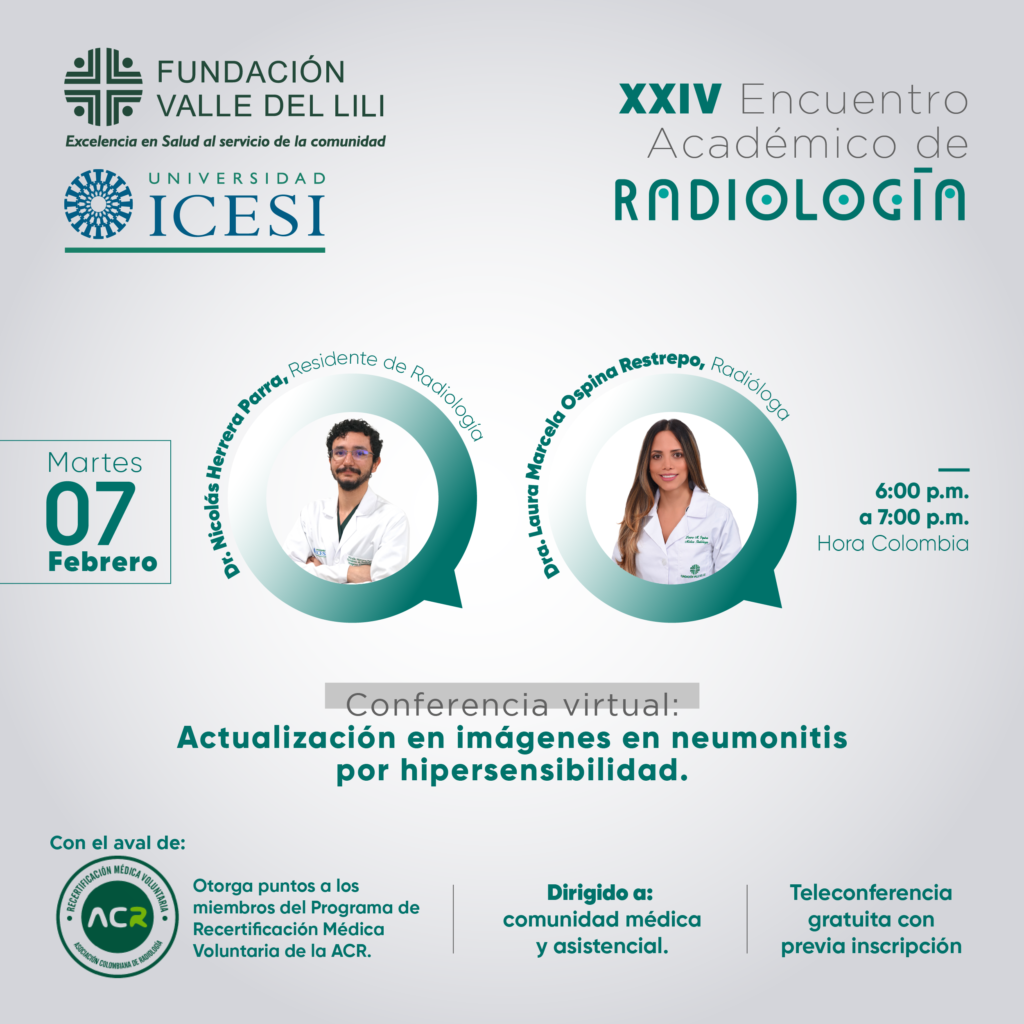 FUNDACIÓN
VALLE DEL LILI
Excelencia en Salud al servicio de la comunidad
UNIVERSIDAD
ICESI
XXIV Encuentro
Académico de
RADIOLOGÍA
Martes
07
Febrero
Dr. Nicolás Herrera Parra, Residente de Radiología
Dra. Laura Marcela Ospina Restrepo, Radióloga
6:00 p.m.
a 7:00 p.m.
Hora Colombia
Conferencia virtual:
Actualización en imágenes en neumonitis
por hipersensibilidad.
Con el aval de:
RECERTIFICACIÓN MÉDICA VOLUNTARIA
ACR
ASOCIACIÓN COLOMBIANA DE RADIOLOGÍA
Otorga puntos a los
miembros del Programa de
Recertificación Médica
Voluntaria de la ACR.
Dirigido a:
comunidad médica
y asistencial.
Teleconferencia
gratuita con
previa inscripción